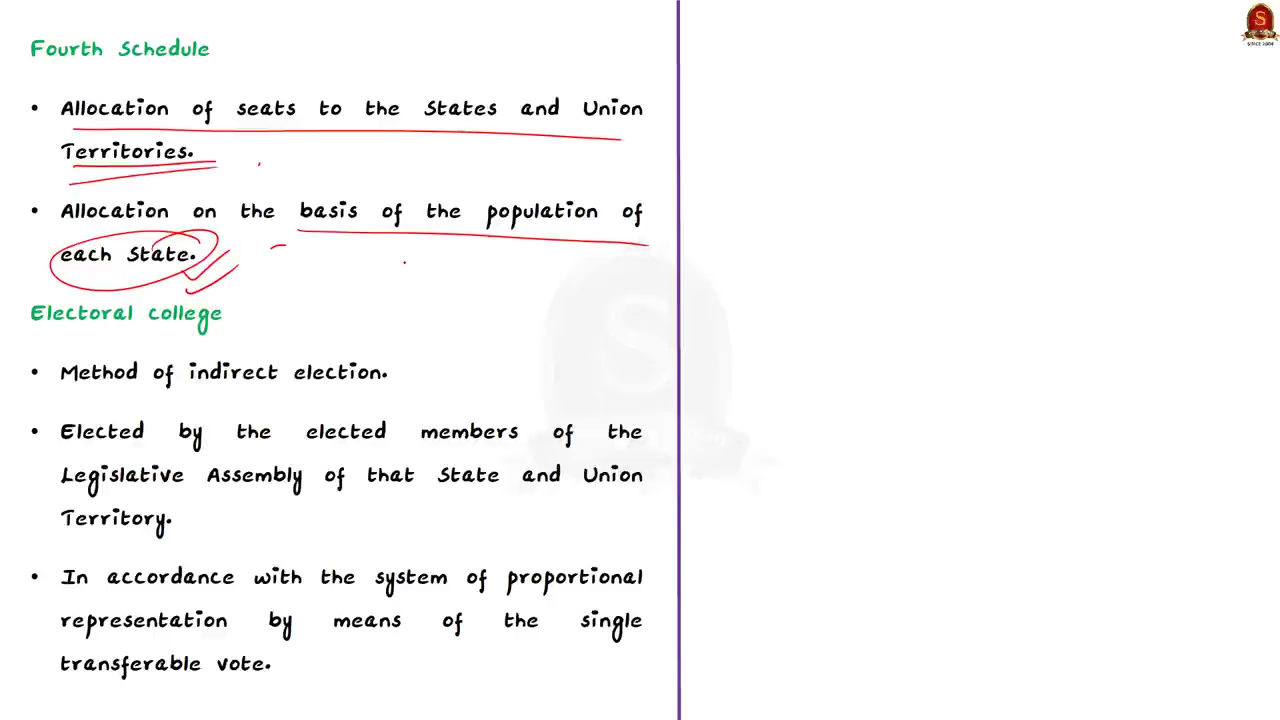 Fourth Schedule
• Allocation of seats to the States and Union
Territories.
• Allocation on the basis of the population of
each State.
Electoral college
• Method of indirect election.
• Elected by the elected members of the
Legislative Assembly of that State and Union
Territory.
• In accordance with the system of proportional
representation by means of the single
transferable vote.
S
SINCE 2004
S